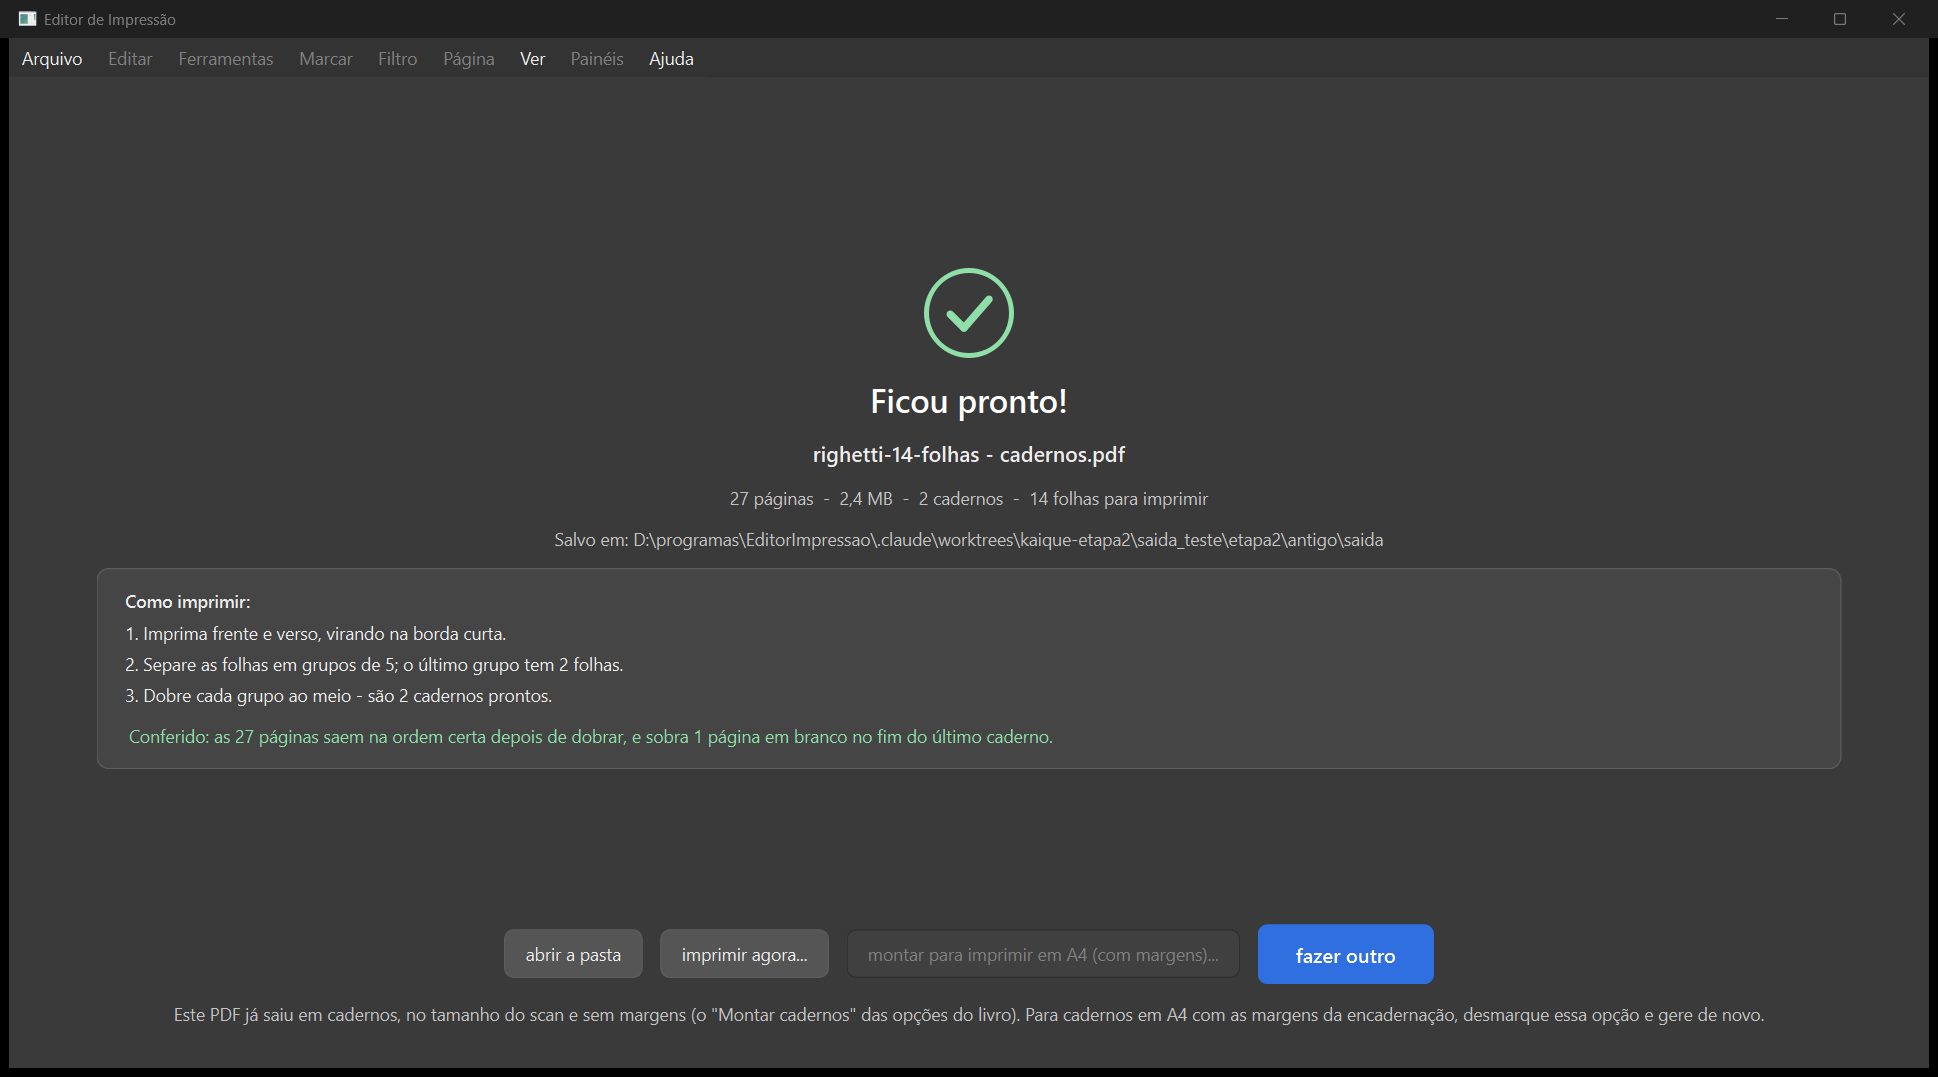 Editor de Impressão
Arquivo Editar Ferramentas Marcar Filtro Página Ver Painéis Ajuda
Ficou pronto!
righetti-14-folhas - cadernos.pdf
27 páginas - 2,4 MB - 2 cadernos - 14 folhas para imprimir
Salvo em: D:\programas\EditorImpressao\.claude\worktrees\kaique-etapa2\saida_teste\etapa2\antigo\saida
Como imprimir:
1. Imprima frente e verso, virando na borda curta.
2. Separe as folhas em grupos de 5; o último grupo tem 2 folhas.
3. Dobre cada grupo ao meio - são 2 cadernos prontos.
Conferido: as 27 páginas saem na ordem certa depois de dobrar, e sobra 1 página em branco no fim do último caderno.
abrir a pasta
imprimir agora...
montar para imprimir em A4 (com margens)...
fazer outro
Este PDF já saiu em cadernos, no tamanho do scan e sem margens (o "Montar cadernos" das opções do livro). Para cadernos em A4 com as margens da encadernação, desmarque essa opção e gere de novo.